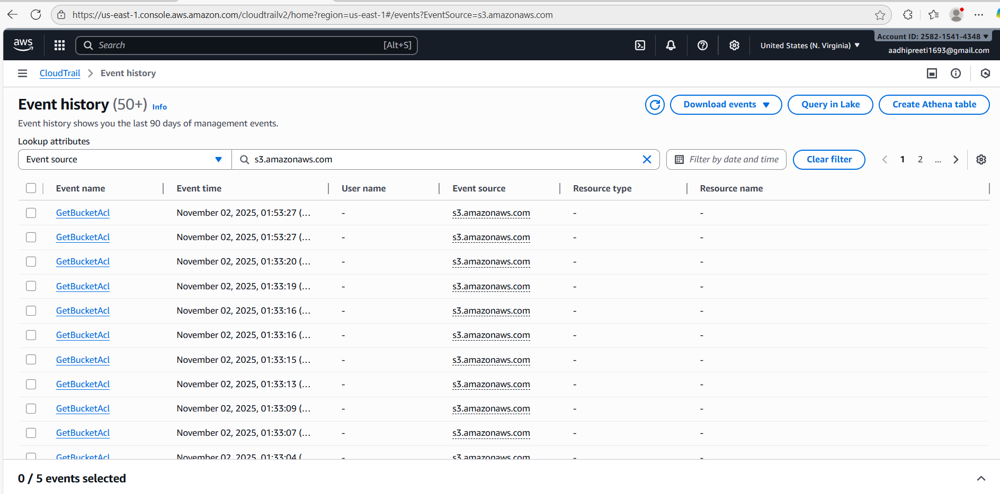 https://us-east-1.console.aws.amazon.com/cloudtrailv2/home?region=us-east-1#/events?EventSource=s3.amazonaws.com
aws Search [Alt+S] United States (N. Virginia) Account ID: 2582-1541-4348
aadhipreeti1693@gmail.com
CloudTrail Event history
Event history (50+) Info Download events Query in Lake Create Athena table
Event history shows you the last 90 days of management events.
Lookup attributes
Event source s3.amazonaws.com Filter by date and time Clear filter 1 2 ...
Event name Event time User name Event source Resource type Resource name
GetBucketAcl November 02, 2025, 01:53:27 (... - s3.amazonaws.com - -
GetBucketAcl November 02, 2025, 01:53:27 (... - s3.amazonaws.com - -
GetBucketAcl November 02, 2025, 01:33:20 (... - s3.amazonaws.com - -
GetBucketAcl November 02, 2025, 01:33:19 (... - s3.amazonaws.com - -
GetBucketAcl November 02, 2025, 01:33:16 (... - s3.amazonaws.com - -
GetBucketAcl November 02, 2025, 01:33:16 (... - s3.amazonaws.com - -
GetBucketAcl November 02, 2025, 01:33:15 (... - s3.amazonaws.com - -
GetBucketAcl November 02, 2025, 01:33:13 (... - s3.amazonaws.com - -
GetBucketAcl November 02, 2025, 01:33:09 (... - s3.amazonaws.com - -
GetBucketAcl November 02, 2025, 01:33:07 (... - s3.amazonaws.com - -
GetBucketAcl November 02, 2025, 01:33:04 (... - s3.amazonaws.com - -
0 / 5 events selected